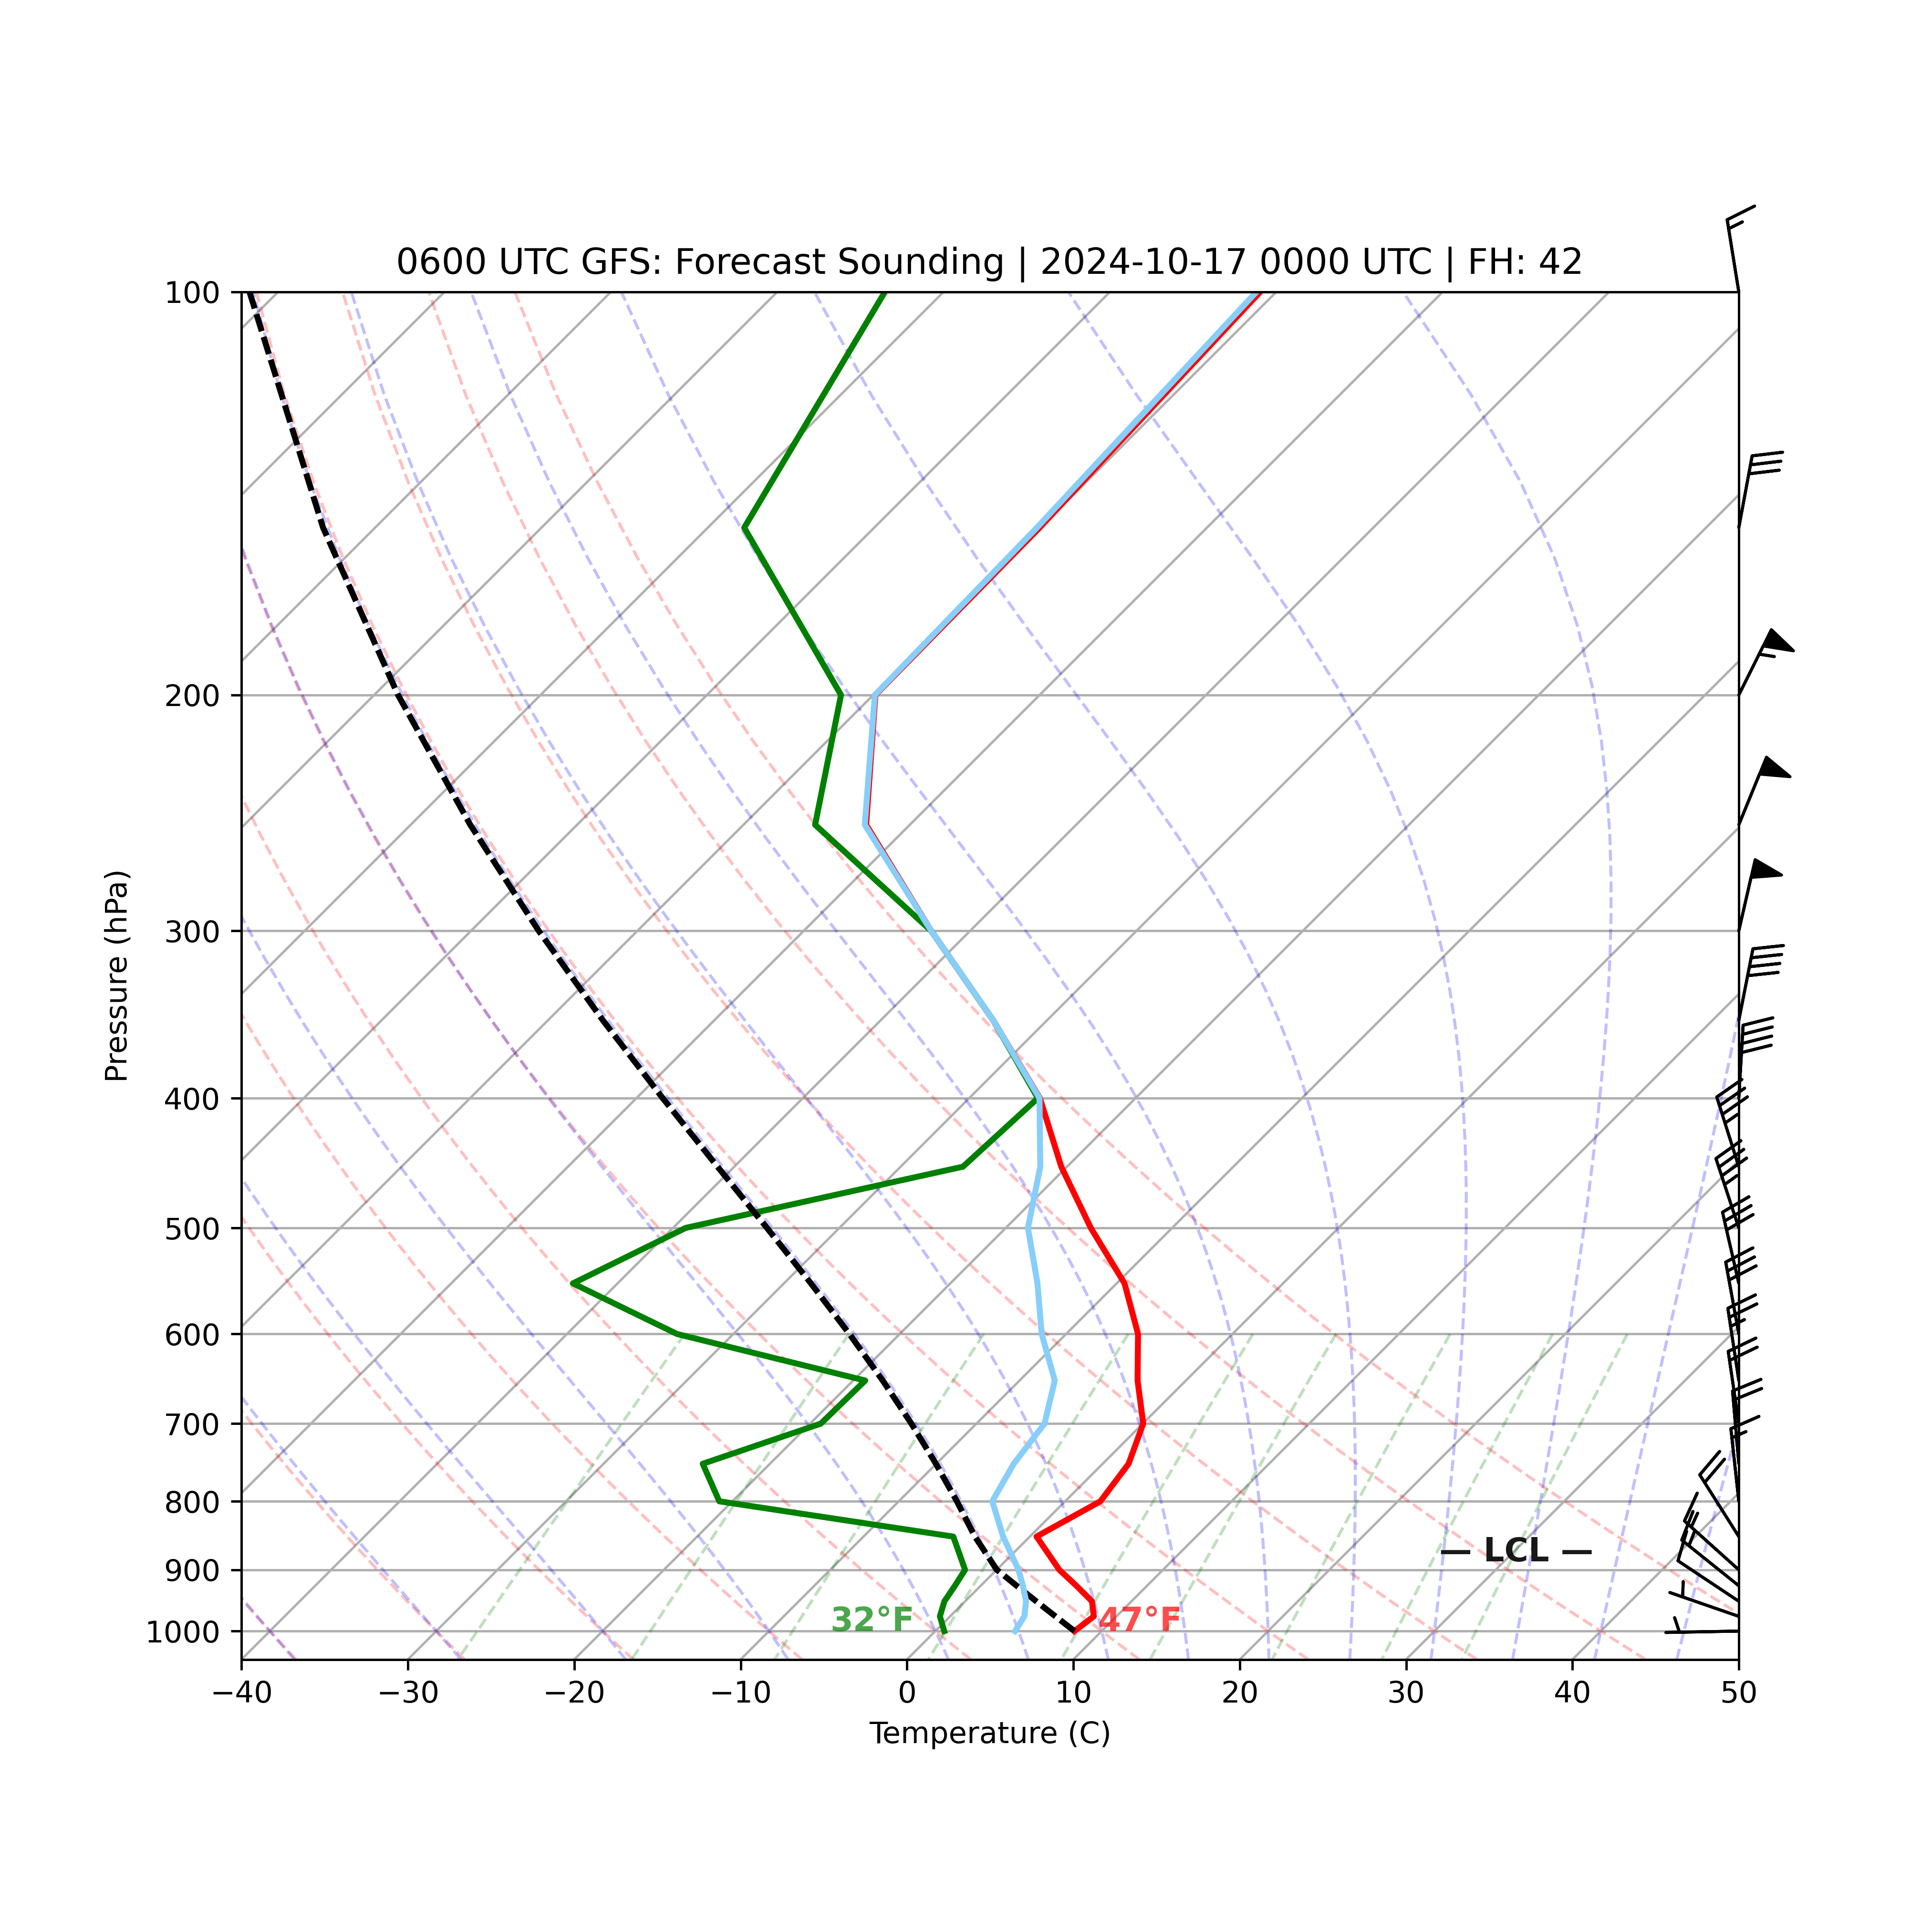 0600 UTC GFS: Forecast Sounding | 2024-10-17 0000 UTC | FH: 42
100
200
300
400
500
600
700
800
900
1000
Pressure (hPa)
— LCL —
32°F
47°F
−40 −30 −20 −10 0 10 20 30 40 50
Temperature (C)